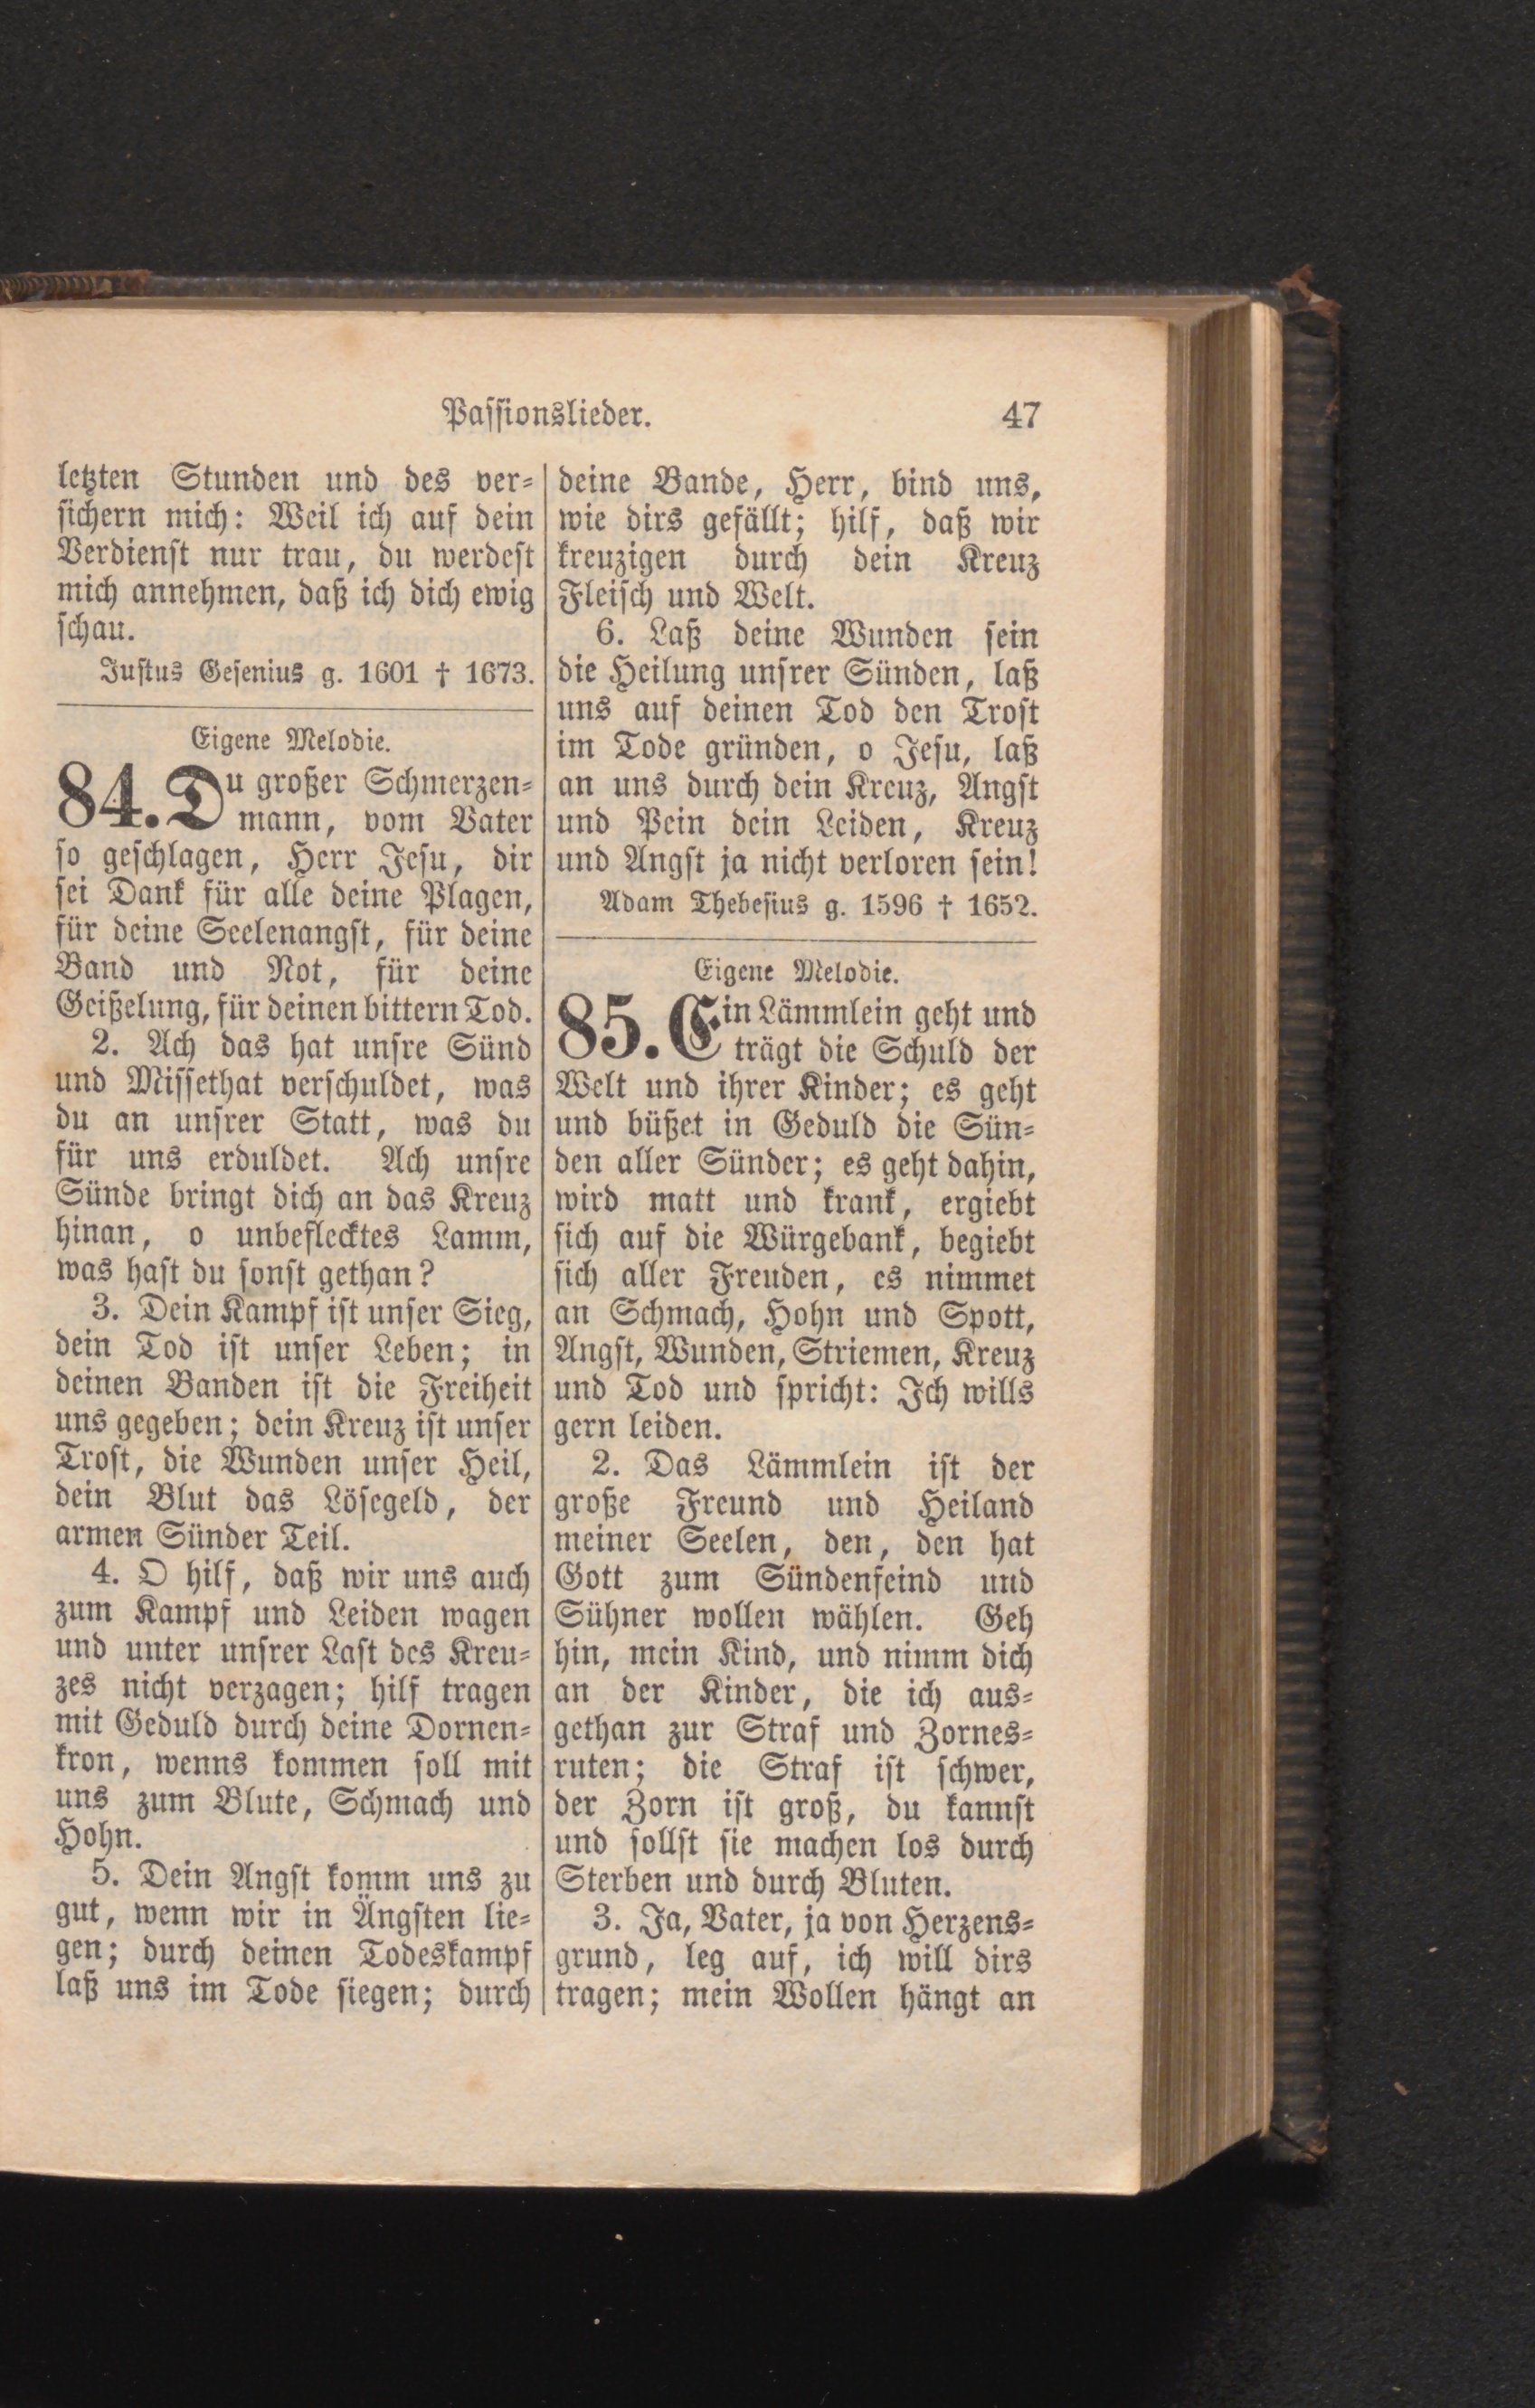 Passionslieder. 47
letzten Stunden und des ver-
sichern mich: Weil ich auf dein
Verdienst nur trau, du werdest
mich annehmen, daß ich dich ewig
schau.
Justus Gesenius g. 1601 † 1673.
Eigene Melodie.
84. Du großer Schmerzen-
mann, vom Vater
so geschlagen, Herr Jesu, dir
sei Dank für alle deine Plagen,
für deine Seelenangst, für deine
Band und Not, für deine
Geißelung, für deinen bittern Tod.
2. Ach das hat unsre Sünd
und Missethat verschuldet, was
du an unsrer Statt, was du
für uns erduldet. Ach unsre
Sünde bringt dich an das Kreuz
hinan, o unbeflecktes Lamm,
was hast du sonst gethan?
3. Dein Kampf ist unser Sieg,
dein Tod ist unser Leben; in
deinen Banden ist die Freiheit
uns gegeben; dein Kreuz ist unser
Trost, die Wunden unser Heil,
dein Blut das Lösegeld, der
armen Sünder Teil.
4. O hilf, daß wir uns auch
zum Kampf und Leiden wagen
und unter unsrer Last des Kreu-
zes nicht verzagen; hilf tragen
mit Geduld durch deine Dornen-
kron, wenns kommen soll mit
uns zum Blute, Schmach und
Hohn.
5. Dein Angst komm uns zu
gut, wenn wir in Ängsten lie-
gen; durch deinen Todeskampf
laß uns im Tode siegen; durch
deine Bande, Herr, bind uns,
wie dirs gefällt; hilf, daß wir
kreuzigen durch dein Kreuz
Fleisch und Welt.
6. Laß deine Wunden sein
die Heilung unsrer Sünden, laß
uns auf deinen Tod den Trost
im Tode gründen, o Jesu, laß
an uns durch dein Kreuz, Angst
und Pein dein Leiden, Kreuz
und Angst ja nicht verloren sein!
Adam Thebesius g. 1596 † 1652.
Eigene Melodie.
85. Ein Lämmlein geht und
trägt die Schuld der
Welt und ihrer Kinder; es geht
und büßet in Geduld die Sün-
den aller Sünder; es geht dahin,
wird matt und krank, ergiebt
sich auf die Würgebank, begiebt
sich aller Freuden, es nimmet
an Schmach, Hohn und Spott,
Angst, Wunden, Striemen, Kreuz
und Tod und spricht: Ich wills
gern leiden.
2. Das Lämmlein ist der
große Freund und Heiland
meiner Seelen, den, den hat
Gott zum Sündenfeind und
Sühner wollen wählen. Geh
hin, mein Kind, und nimm dich
an der Kinder, die ich aus-
gethan zur Straf und Zornes-
ruten; die Straf ist schwer,
der Zorn ist groß, du kannst
und sollst sie machen los durch
Sterben und durch Bluten.
3. Ja, Vater, ja von Herzens-
grund, leg auf, ich will dirs
tragen; mein Wollen hängt an